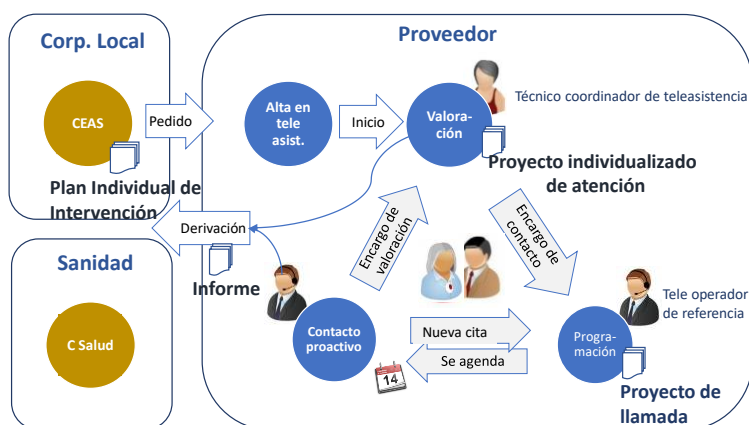 Corp. Local
CEAS
Plan Individual de
Intervención
Pedido
Proveedor
Alta en
tele
asist.
Inicio
Valora-
ción
Técnico coordinador de teleasistencia
Proyecto individualizado
de atención
Derivación
Informe
Encargo de
valoración
Encargo de
contacto
Sanidad
C Salud
Contacto
proactivo
Nueva cita
Se agenda
14
Tele operador
de referencia
Progra-
mación
Proyecto de
llamada